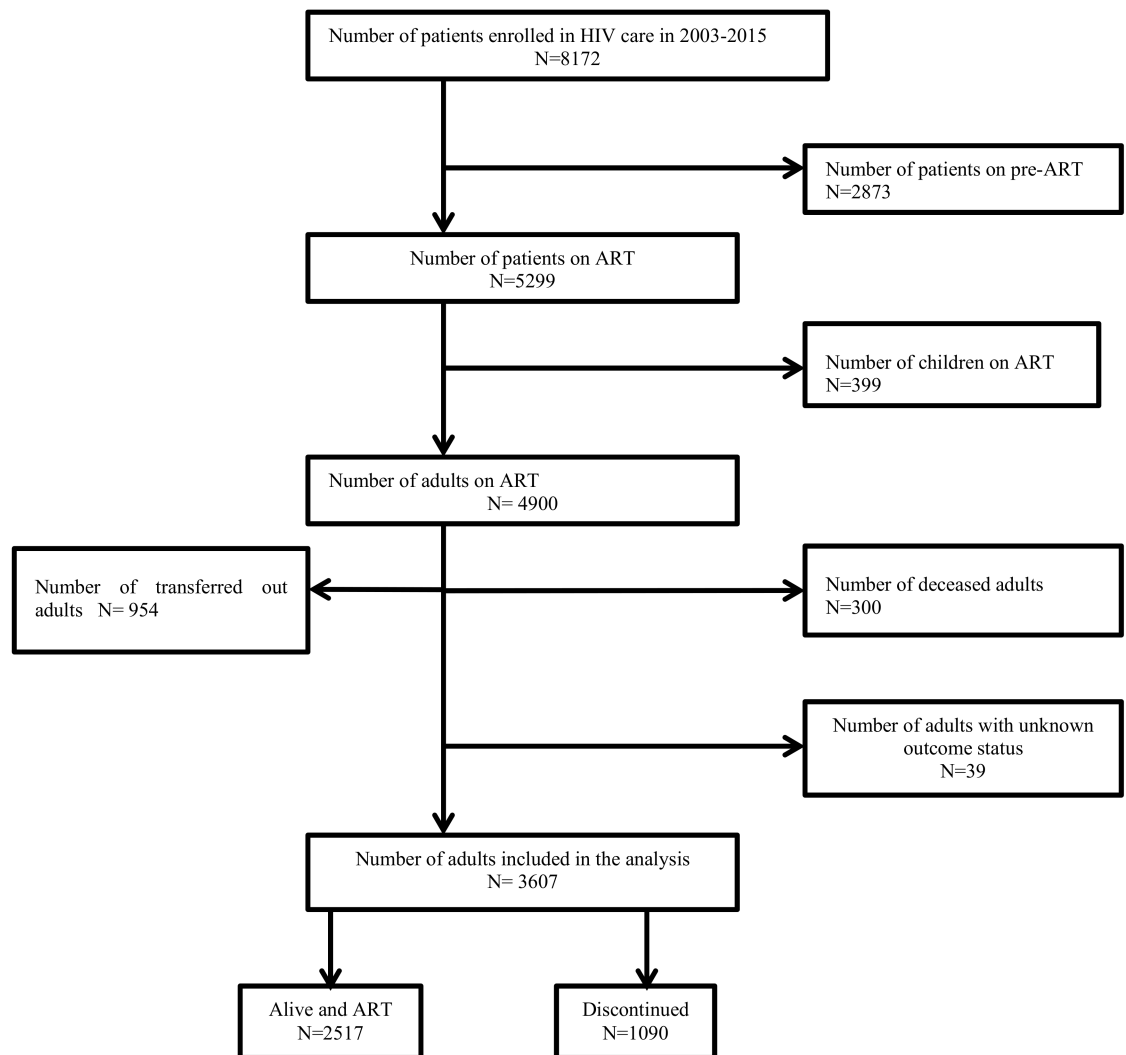 Number of patients enrolled in HIV care in 2003-2015
N=8172
Number of patients on pre-ART
N=2873
Number of patients on ART
N=5299
Number of children on ART
N=399
Number of adults on ART
N= 4900
Number of transferred out
adults N= 954
Number of deceased adults
N=300
Number of adults with unknown
outcome status
N=39
Number of adults included in the analysis
N= 3607
Alive and ART
N=2517
Discontinued
N=1090